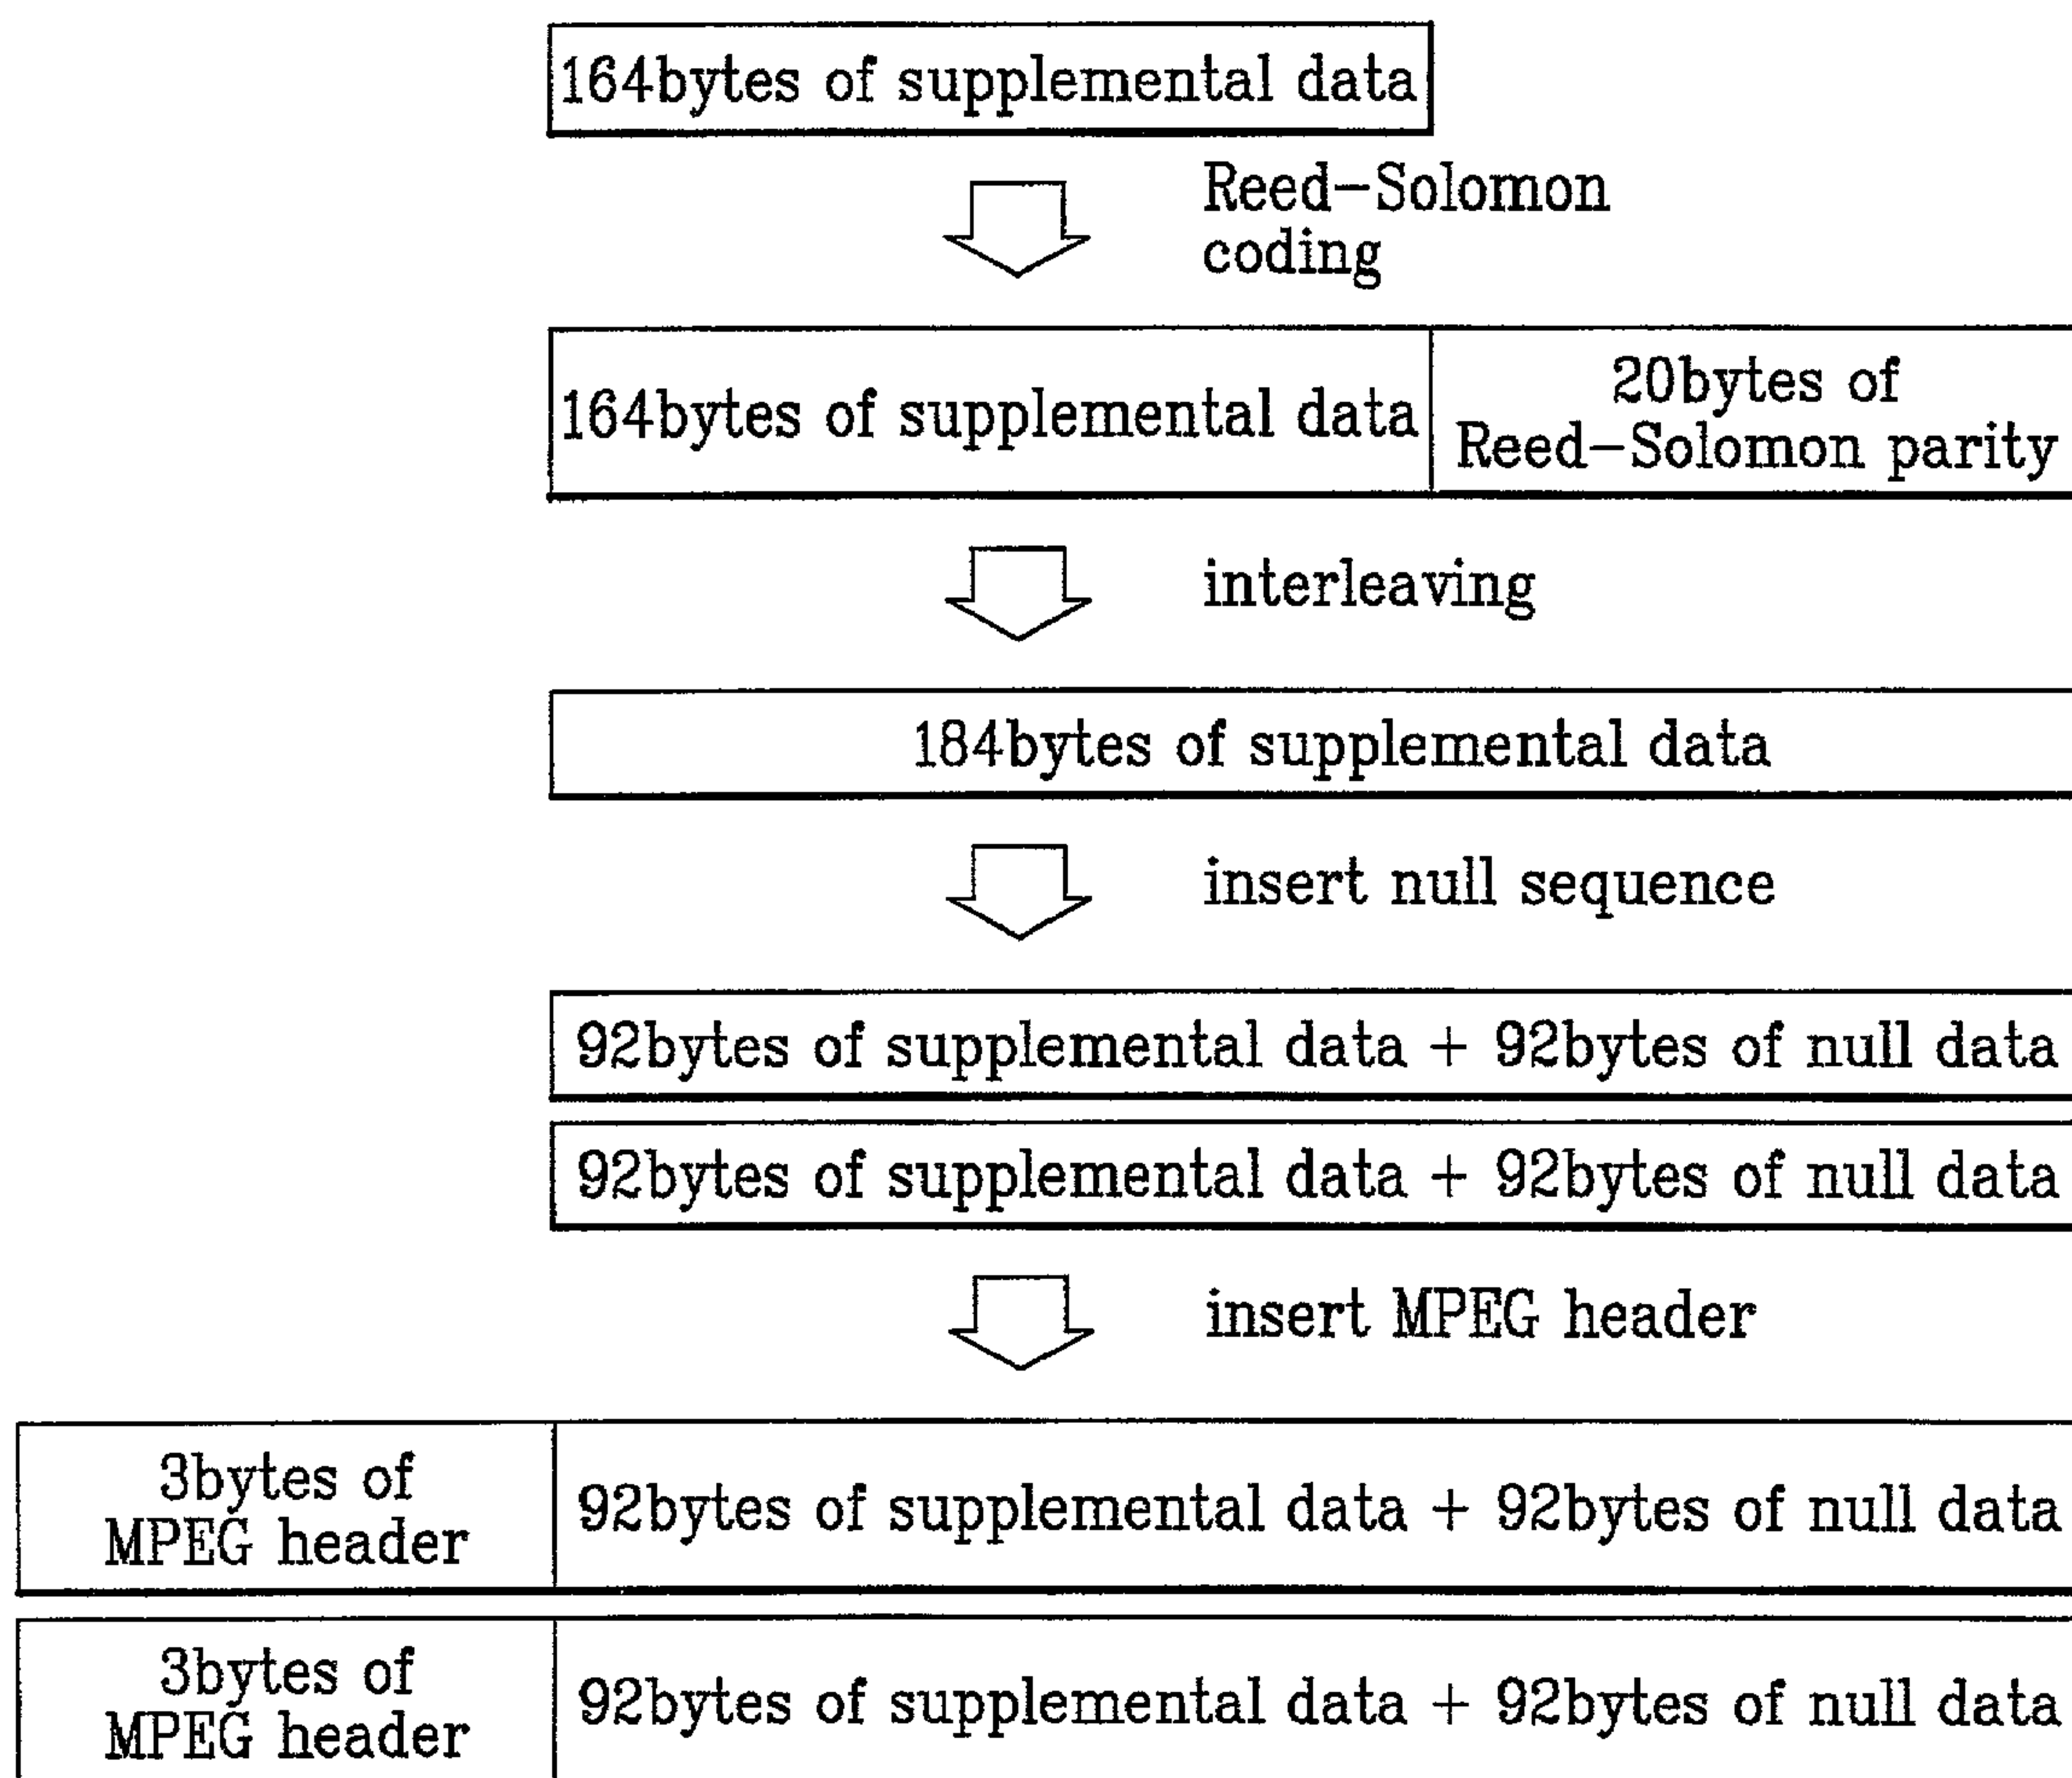 164bytes of supplemental data
Reed-Solomon
coding
164bytes of supplemental data
20bytes of
Reed-Solomon parity
interleaving
184bytes of supplemental data
insert null sequence
92bytes of supplemental data + 92bytes of null data
92bytes of supplemental data + 92bytes of null data
insert MPEG header
3bytes of
MPEG header
92bytes of supplemental data + 92bytes of null data
3bytes of
MPEG header
92bytes of supplemental data + 92bytes of null data